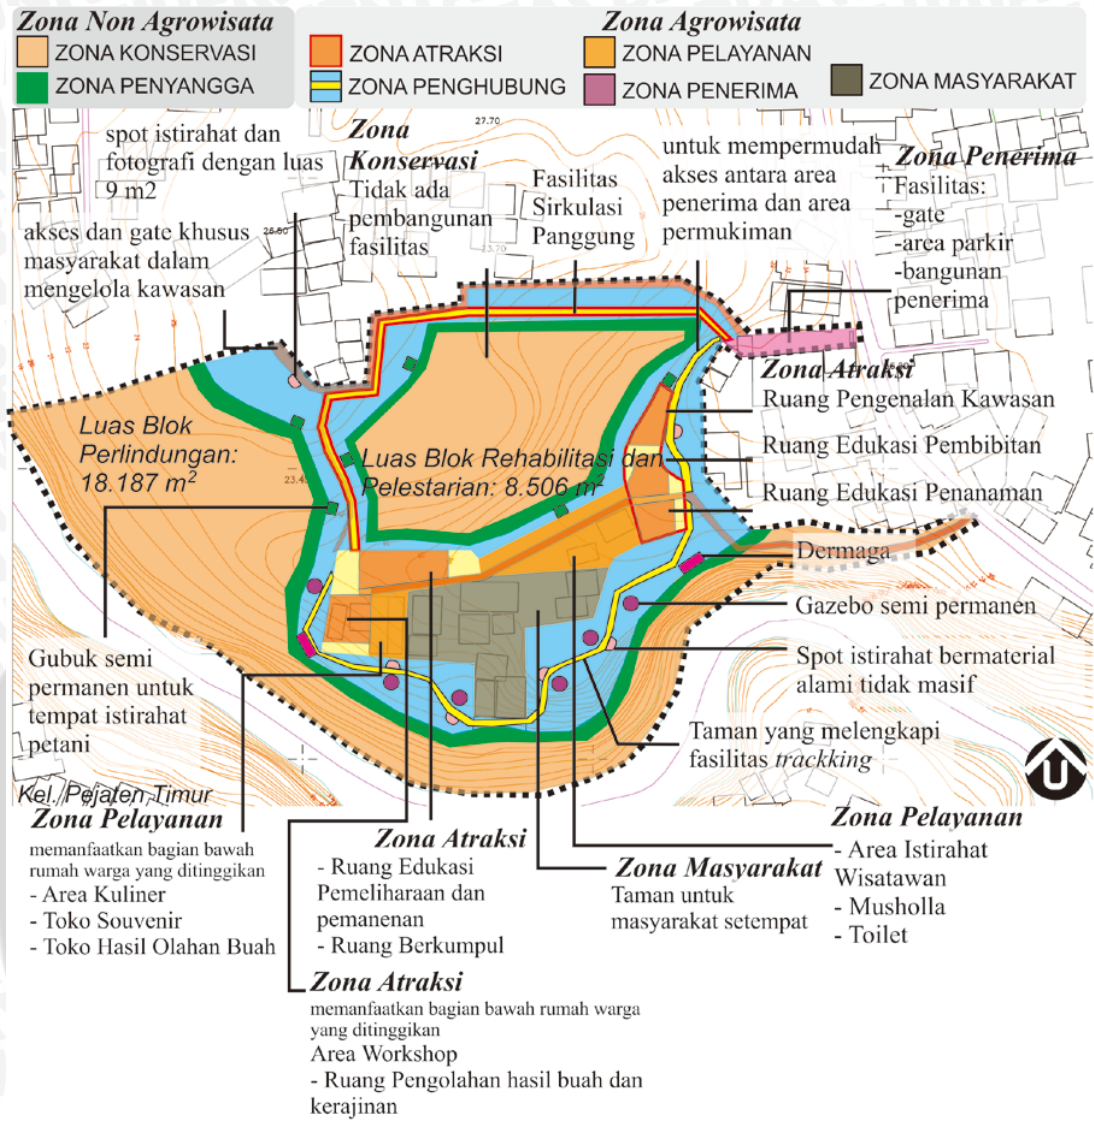 Zona Non Agrowisata
ZONA KONSERVASI
ZONA PENYANGGA
Zona Agrowisata
ZONA ATRAKSI
ZONA PENGHUBUNG
ZONA PELAYANAN
ZONA PENERIMA
ZONA MASYARAKAT
spot istirahat dan
fotografi dengan luas
9 m2
akses dan gate khusus
masyarakat dalam
mengelola kawasan
Zona
Konservasi
Tidak ada
pembangunan
fasilitas
27.70
23.70
Fasilitas
Sirkulasi
Panggung
untuk mempermudah
akses antara area
penerima dan area
permukiman
Zona Penerima
Fasilitas:
-gate
-area parkir
-bangunan
penerima
Luas Blok
Perlindungan:
18.187 m2
Luas Blok Rehabilitasi dan
Pelestarian: 8.506 m2
Zona Atraksi
Ruang Pengenalan Kawasan
Ruang Edukasi Pembibitan
Ruang Edukasi Penanaman
Dermaga
Gazebo semi permanen
Spot istirahat bermaterial
alami tidak masif
Taman yang melengkapi
fasilitas trackking
Gubuk semi
permanen untuk
tempat istirahat
petani
Kel. Pejaten Timur
U
Zona Pelayanan
memanfaatkan bagian bawah
rumah warga yang ditinggikan
- Area Kuliner
- Toko Souvenir
- Toko Hasil Olahan Buah
Zona Atraksi
- Ruang Edukasi
Pemeliharaan dan
pemanenan
- Ruang Berkumpul
Zona Masyarakat
Taman untuk
masyarakat setempat
Zona Pelayanan
- Area Istirahat
Wisatawan
- Musholla
- Toilet
Zona Atraksi
memanfaatkan bagian bawah rumah warga
yang ditinggikan
Area Workshop
- Ruang Pengolahan hasil buah dan
kerajinan